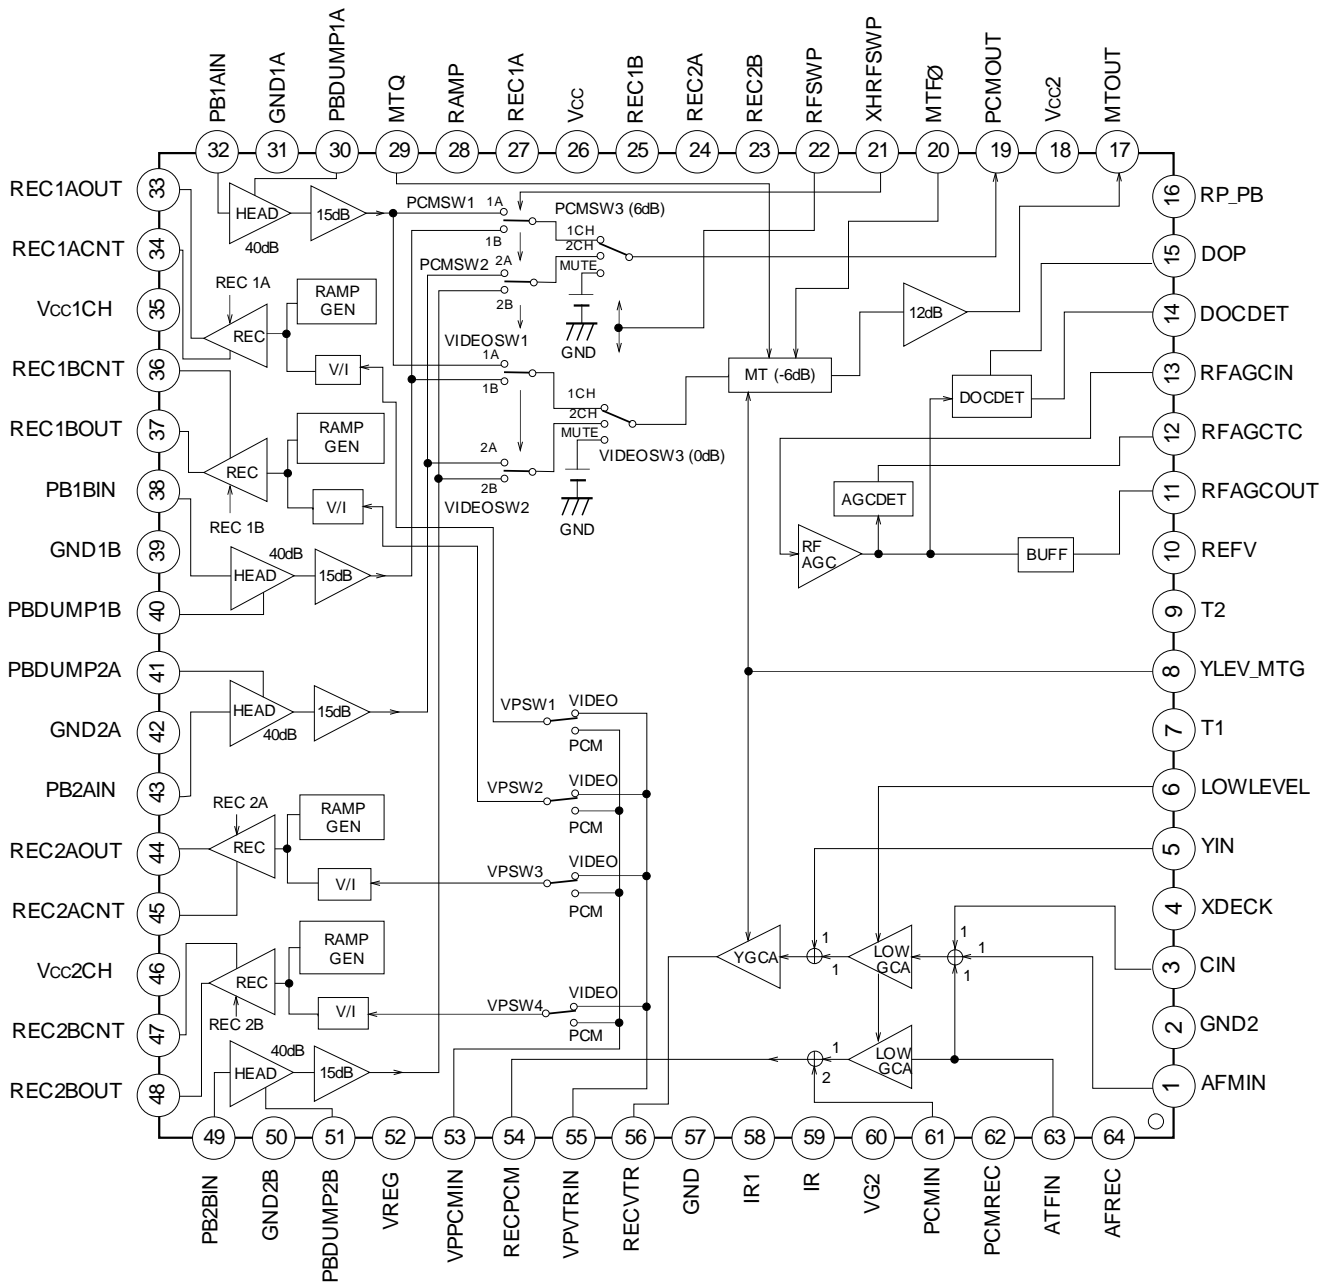 PB1AIN
GND1A
PBDUMP1A
MTQ
RAMP
REC1A
Vcc
REC1B
REC2A
REC2B
RFSWP
XHRFSWP
MTFØ
PCMOUT
Vcc2
MTOUT
32 31 30 29 28 27 26 25 24 23 22 21 20 19 18 17
REC1AOUT 33
REC1ACNT 34
Vcc1CH 35
REC1BCNT 36
REC1BOUT 37
PB1BIN 38
GND1B 39
PBDUMP1B 40
PBDUMP2A 41
GND2A 42
PB2AIN 43
REC2AOUT 44
REC2ACNT 45
Vcc2CH 46
REC2BCNT 47
REC2BOUT 48
HEAD
40dB
15dB
REC 1A
REC
RAMP
GEN
V/I
REC
REC 1B
RAMP
GEN
V/I
HEAD
40dB
15dB
HEAD
40dB
15dB
REC 2A
REC
RAMP
GEN
V/I
REC
REC 2B
RAMP
GEN
V/I
HEAD
40dB
15dB
PCMSW1
1A
1B
PCMSW2
2A
2B
PCMSW3 (6dB)
1CH
2CH
MUTE
GND
VIDEOSW1
1A
1B
2A
2B
VIDEOSW2
1CH
2CH
MUTE
VIDEOSW3 (0dB)
GND
VPSW1
VIDEO
PCM
VPSW2
VIDEO
PCM
VPSW3
VIDEO
PCM
VPSW4
VIDEO
PCM
MT (-6dB)
12dB
DOCDET
AGCDET
RF
AGC
BUFF
YGCA
1
1
LOW
GCA
1
1
1
1
2
LOW
GCA
16 RP_PB
15 DOP
14 DOCDET
13 RFAGCIN
12 RFAGCTC
11 RFAGCOUT
10 REFV
9 T2
8 YLEV_MTG
7 T1
6 LOWLEVEL
5 YIN
4 XDECK
3 CIN
2 GND2
1 AFMIN
49 50 51 52 53 54 55 56 57 58 59 60 61 62 63 64
PB2BIN
GND2B
PBDUMP2B
VREG
VPPCMIN
RECPCM
VPVTRIN
RECVTR
GND
IR1
IR
VG2
PCMIN
PCMREC
ATFIN
AFREC